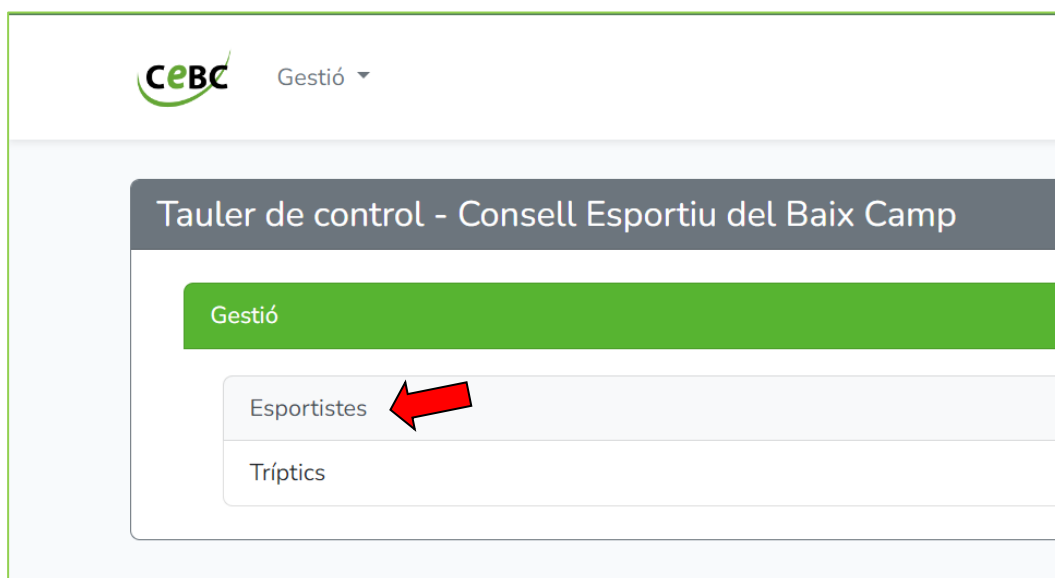 CeBC
Gestió
Tauler de control - Consell Esportiu del Baix Camp
Gestió
Esportistes
Tríptics